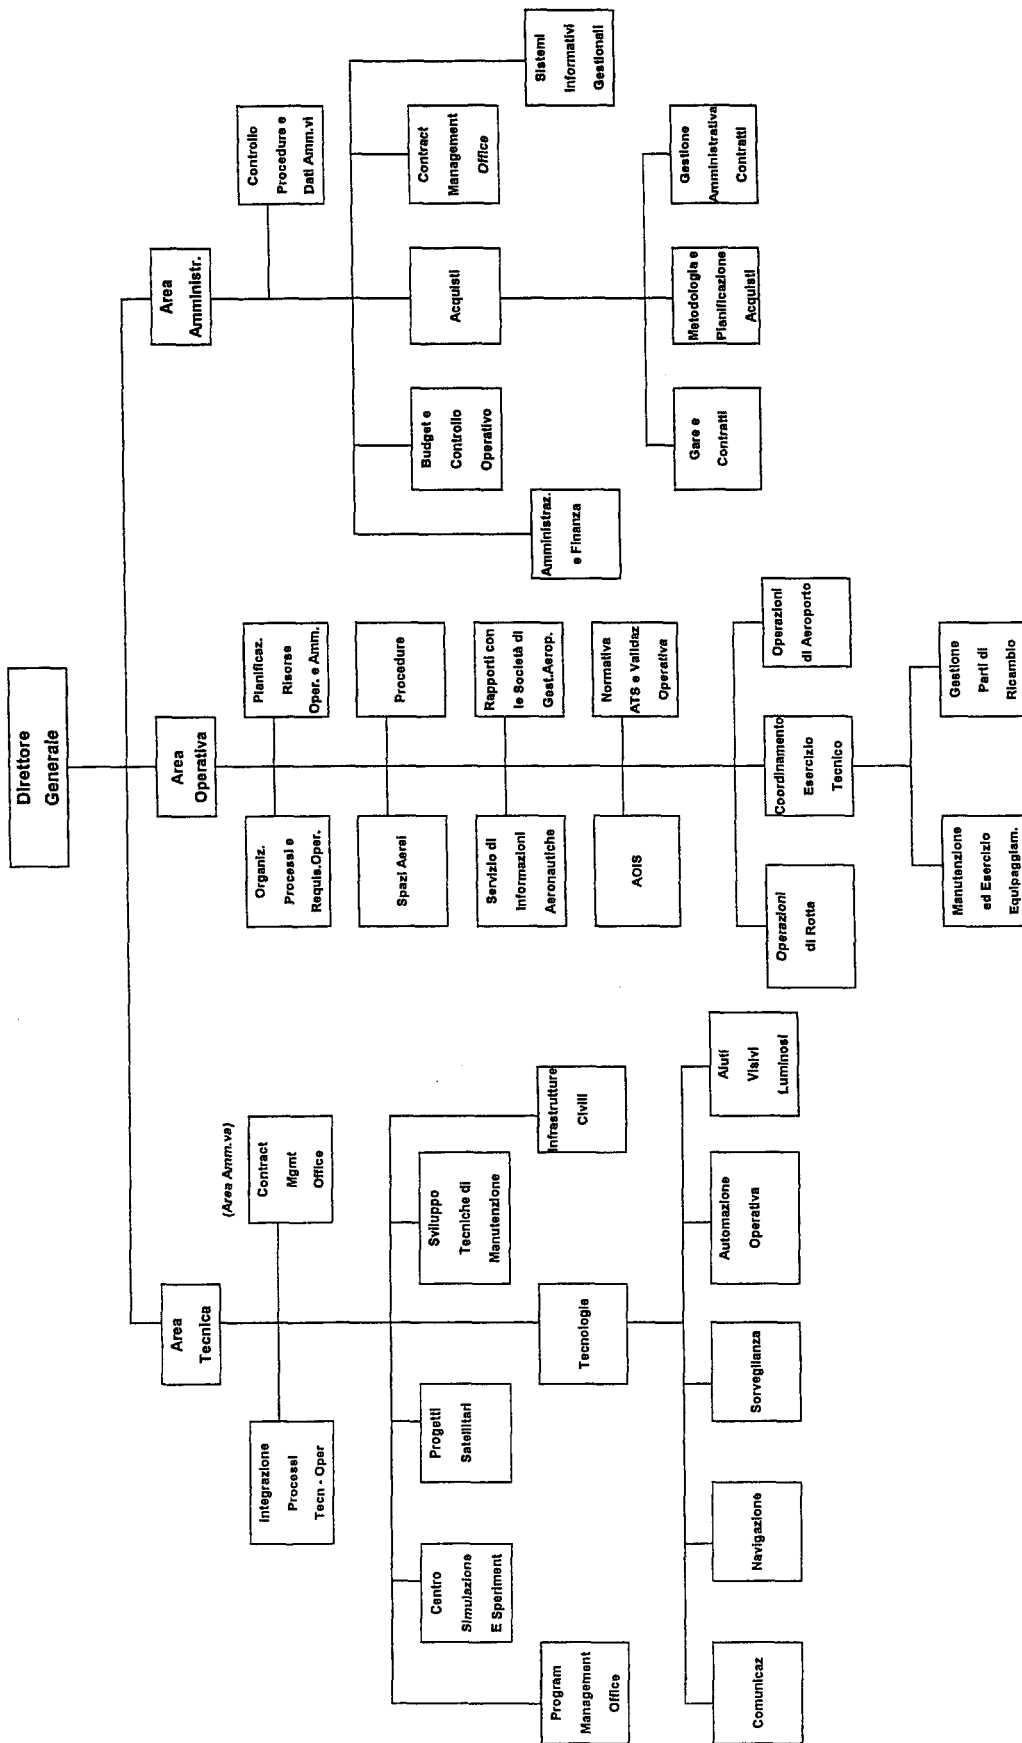 Direttore
Generale
Area
Tecnica
Area
Operativa
Area
Amministr.
(Area Amm.va)
Integrazione
Processi
Tecn - Oper
Contract
Mgmt
Office
Organiz.
Processi e
Requis.Oper.
Planificaz.
Risorse
Oper. e Amm.
Controllo
Procedure e
Dati Amm.vi
Spazi Aerei
Procedure
Servizio di
Informazioni
Aeronautiche
Rapporti con
le Società di
Gest.Aerop.
AOIS
Normativa
ATS e Validaz
Operativa
Program
Management
Office
Centro
Simulazione
E Speriment
Progetti
Satellitari
Tecnologie
Sviluppo
Tecniche di
Manutenzione
Infrastrutture
Civili
Amministraz.
e Finanza
Budget e
Controllo
Operativo
Acquisti
Contract
Management
Office
Sistemi
Informativi
Gestionali
Comunicaz
Navigazione
Sorveglianza
Automazione
Operativa
Aiuti
Visivi
Luminosi
Operazioni
di Rotta
Coordinamento
Esercizio
Tecnico
Operazioni
di Aeroporto
Gare e
Contratti
Metodologia e
Pianificazione
Acquisti
Gestione
Amministrativa
Contratti
Manutenzione
ed Esercizio
Equipaggiam.
Gestione
Parti di
Ricambio